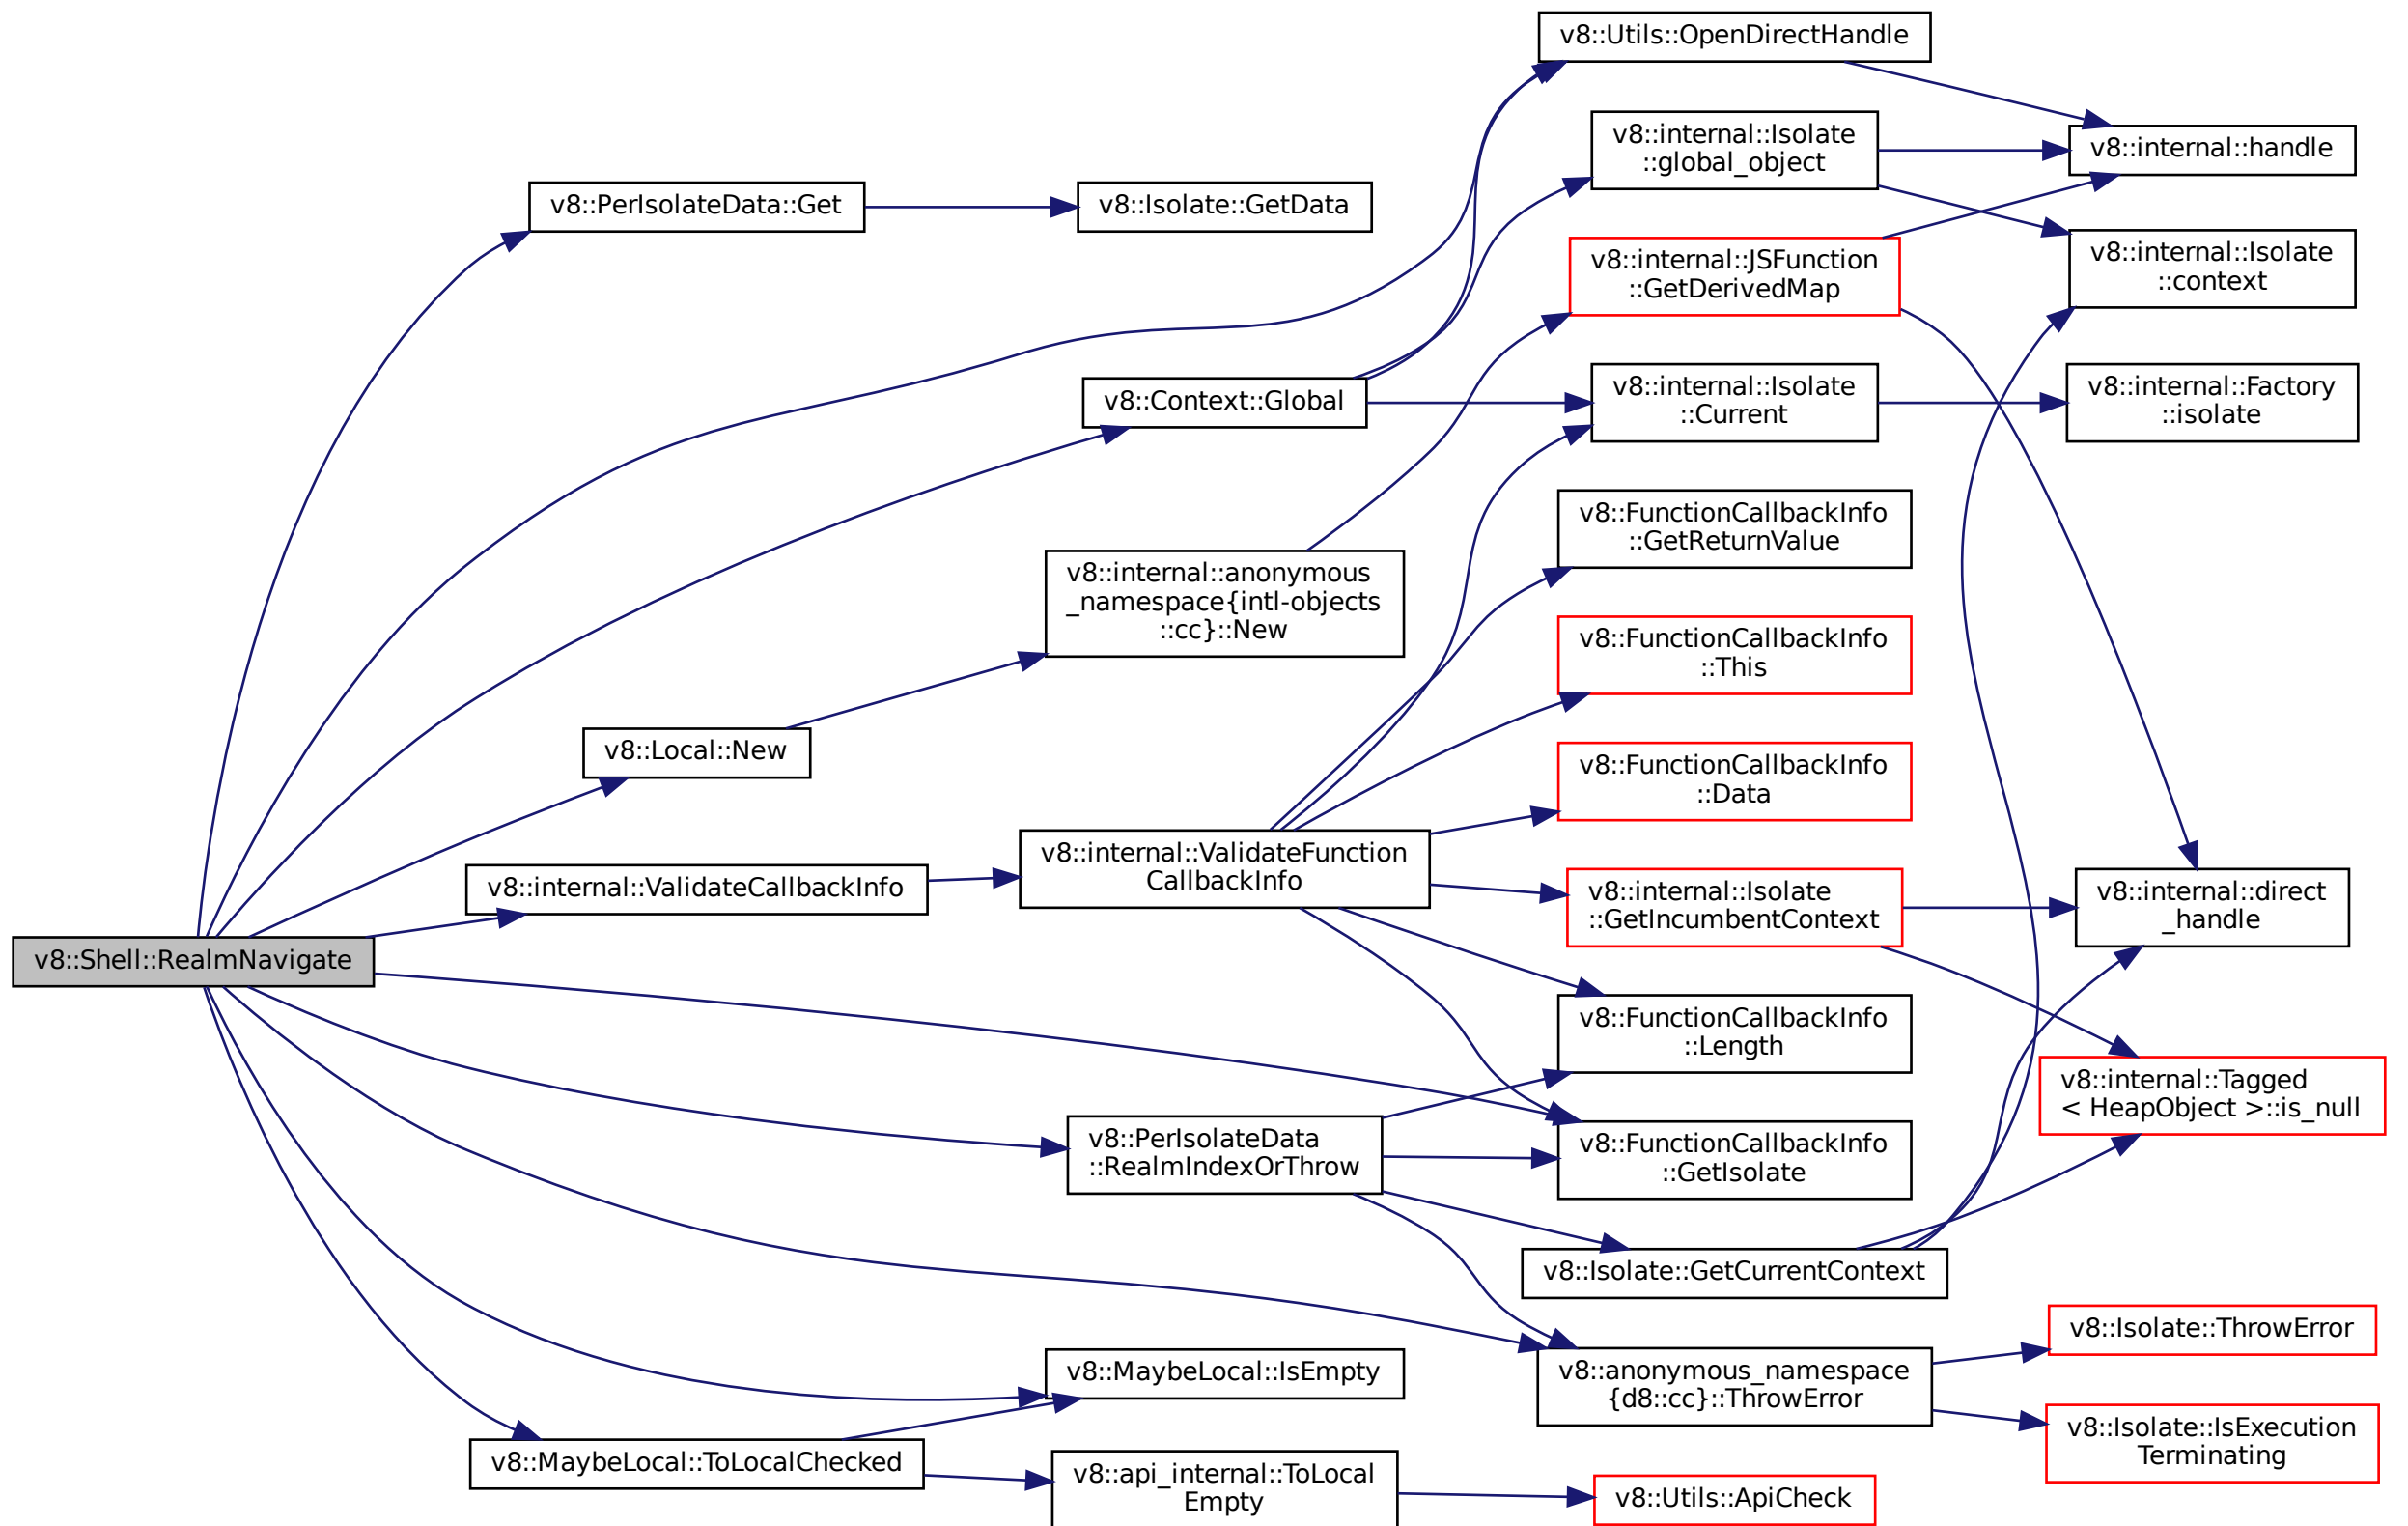 v8::Shell::RealmNavigate
v8::PerIsolateData::Get
v8::Isolate::GetData
v8::Utils::OpenDirectHandle
v8::internal::handle
v8::internal::Isolate
::global_object
v8::internal::Isolate
::context
v8::internal::JSFunction
::GetDerivedMap
v8::Context::Global
v8::internal::Isolate
::Current
v8::internal::Factory
::isolate
v8::FunctionCallbackInfo
::GetReturnValue
v8::internal::anonymous
_namespace{intl-objects
::cc}::New
v8::FunctionCallbackInfo
::This
v8::Local::New
v8::FunctionCallbackInfo
::Data
v8::internal::ValidateCallbackInfo
v8::internal::ValidateFunction
CallbackInfo
v8::internal::Isolate
::GetIncumbentContext
v8::internal::direct
_handle
v8::FunctionCallbackInfo
::Length
v8::internal::Tagged
< HeapObject >::is_null
v8::PerIsolateData
::RealmIndexOrThrow
v8::FunctionCallbackInfo
::GetIsolate
v8::Isolate::GetCurrentContext
v8::Isolate::ThrowError
v8::MaybeLocal::IsEmpty
v8::anonymous_namespace
{d8::cc}::ThrowError
v8::Isolate::IsExecution
Terminating
v8::MaybeLocal::ToLocalChecked
v8::api_internal::ToLocal
Empty
v8::Utils::ApiCheck